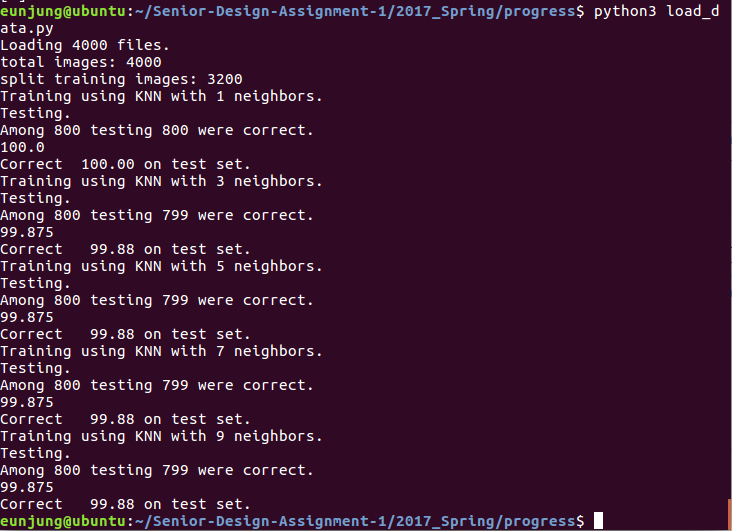 eunjung@ubuntu:~/Senior-Design-Assignment-1/2017_Spring/progress$ python3 load_d
ata.py
Loading 4000 files.
total images: 4000
split training images: 3200
Training using KNN with 1 neighbors.
Testing.
Among 800 testing 800 were correct.
100.0
Correct  100.00 on test set.
Training using KNN with 3 neighbors.
Testing.
Among 800 testing 799 were correct.
99.875
Correct   99.88 on test set.
Training using KNN with 5 neighbors.
Testing.
Among 800 testing 799 were correct.
99.875
Correct   99.88 on test set.
Training using KNN with 7 neighbors.
Testing.
Among 800 testing 799 were correct.
99.875
Correct   99.88 on test set.
Training using KNN with 9 neighbors.
Testing.
Among 800 testing 799 were correct.
99.875
Correct   99.88 on test set.
eunjung@ubuntu:~/Senior-Design-Assignment-1/2017_Spring/progress$